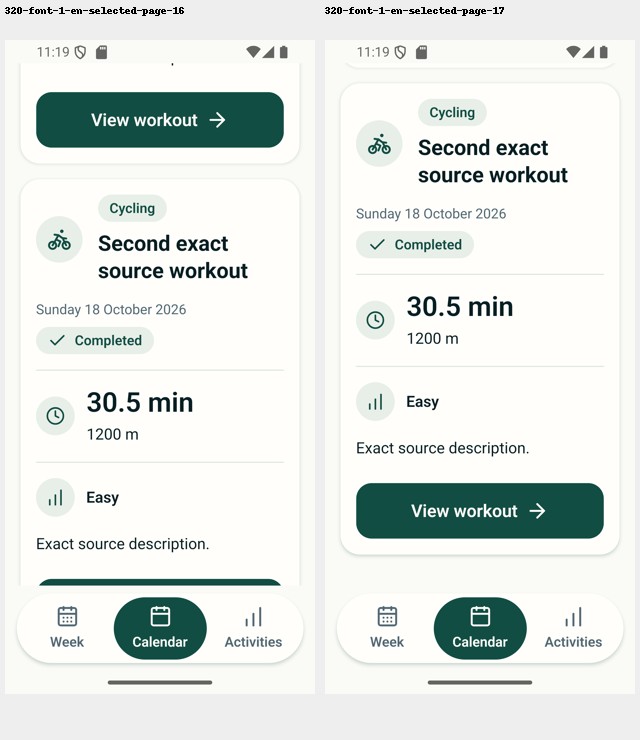 320-font-1-en-selected-page-16
11:19
View workout
Cycling
Second exact
source workout
Sunday 18 October 2026
Completed
30.5 min
1200 m
Easy
Exact source description.
Week
Calendar
Activities
320-font-1-en-selected-page-17
11:19
Cycling
Second exact
source workout
Sunday 18 October 2026
Completed
30.5 min
1200 m
Easy
Exact source description.
View workout
Week
Calendar
Activities